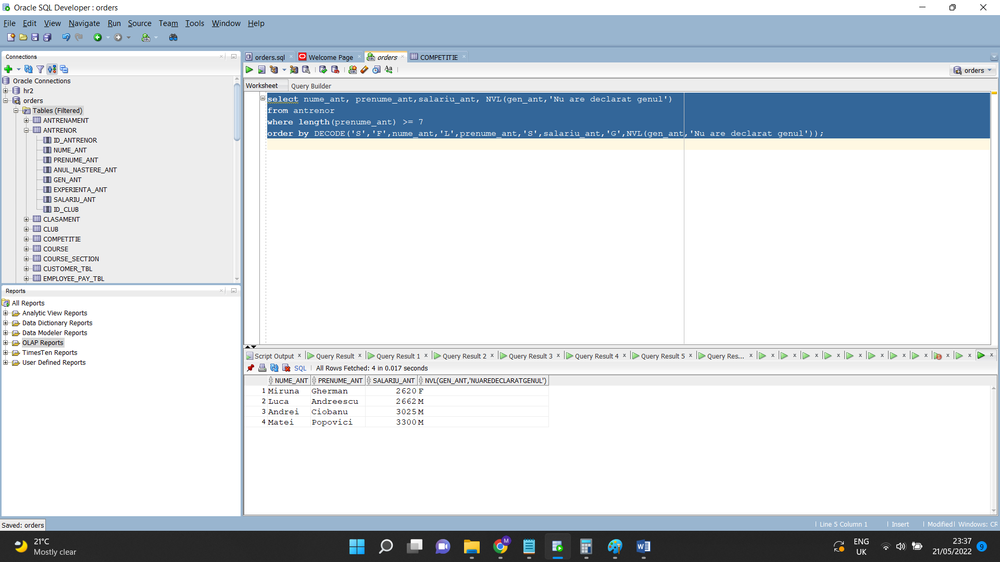 Oracle SQL Developer : orders
File Edit View Navigate Run Source Team Tools Window Help
Connections
Oracle Connections
hr2
orders
Tables (Filtered)
ANTRENAMENT
ANTRENOR
ID_ANTRENOR
NUME_ANT
PRENUME_ANT
ANUL_NASTERE_ANT
GEN_ANT
EXPERIENTA_ANT
SALARIU_ANT
ID_CLUB
CLASAMENT
CLUB
COMPETITIE
COURSE
COURSE_SECTION
CUSTOMER_TBL
EMPLOYEE_PAY_TBL
Reports
All Reports
Analytic View Reports
Data Dictionary Reports
Data Modeler Reports
OLAP Reports
TimesTen Reports
User Defined Reports
orders.sql Welcome Page orders COMPETITIE
orders
Worksheet Query Builder
select nume_ant, prenume_ant,salariu_ant, NVL(gen_ant,'Nu are declarat genul')
from antrenor
where length(prenume_ant) >= 7
order by DECODE('S','F',nume_ant,'L',prenume_ant,'S',salariu_ant,'G',NVL(gen_ant,'Nu are declarat genul'));
Script Output Query Result Query Result 1 Query Result 2 Query Result 3 Query Result 4 Query Result 5 Query Res...
SQL All Rows Fetched: 4 in 0.017 seconds
NUME_ANT PRENUME_ANT SALARIU_ANT NVL(GEN_ANT,'NUAREDECLARATGENUL')
1 Miruna Gherman 2620 F
2 Luca Andreescu 2662 M
3 Andrei Ciobanu 3025 M
4 Matei Popovici 3300 M
Saved: orders
Line 5 Column 1 Insert Modified Windows: CR
21°C
Mostly clear
M
ENG
UK
23:37
21/05/2022
9